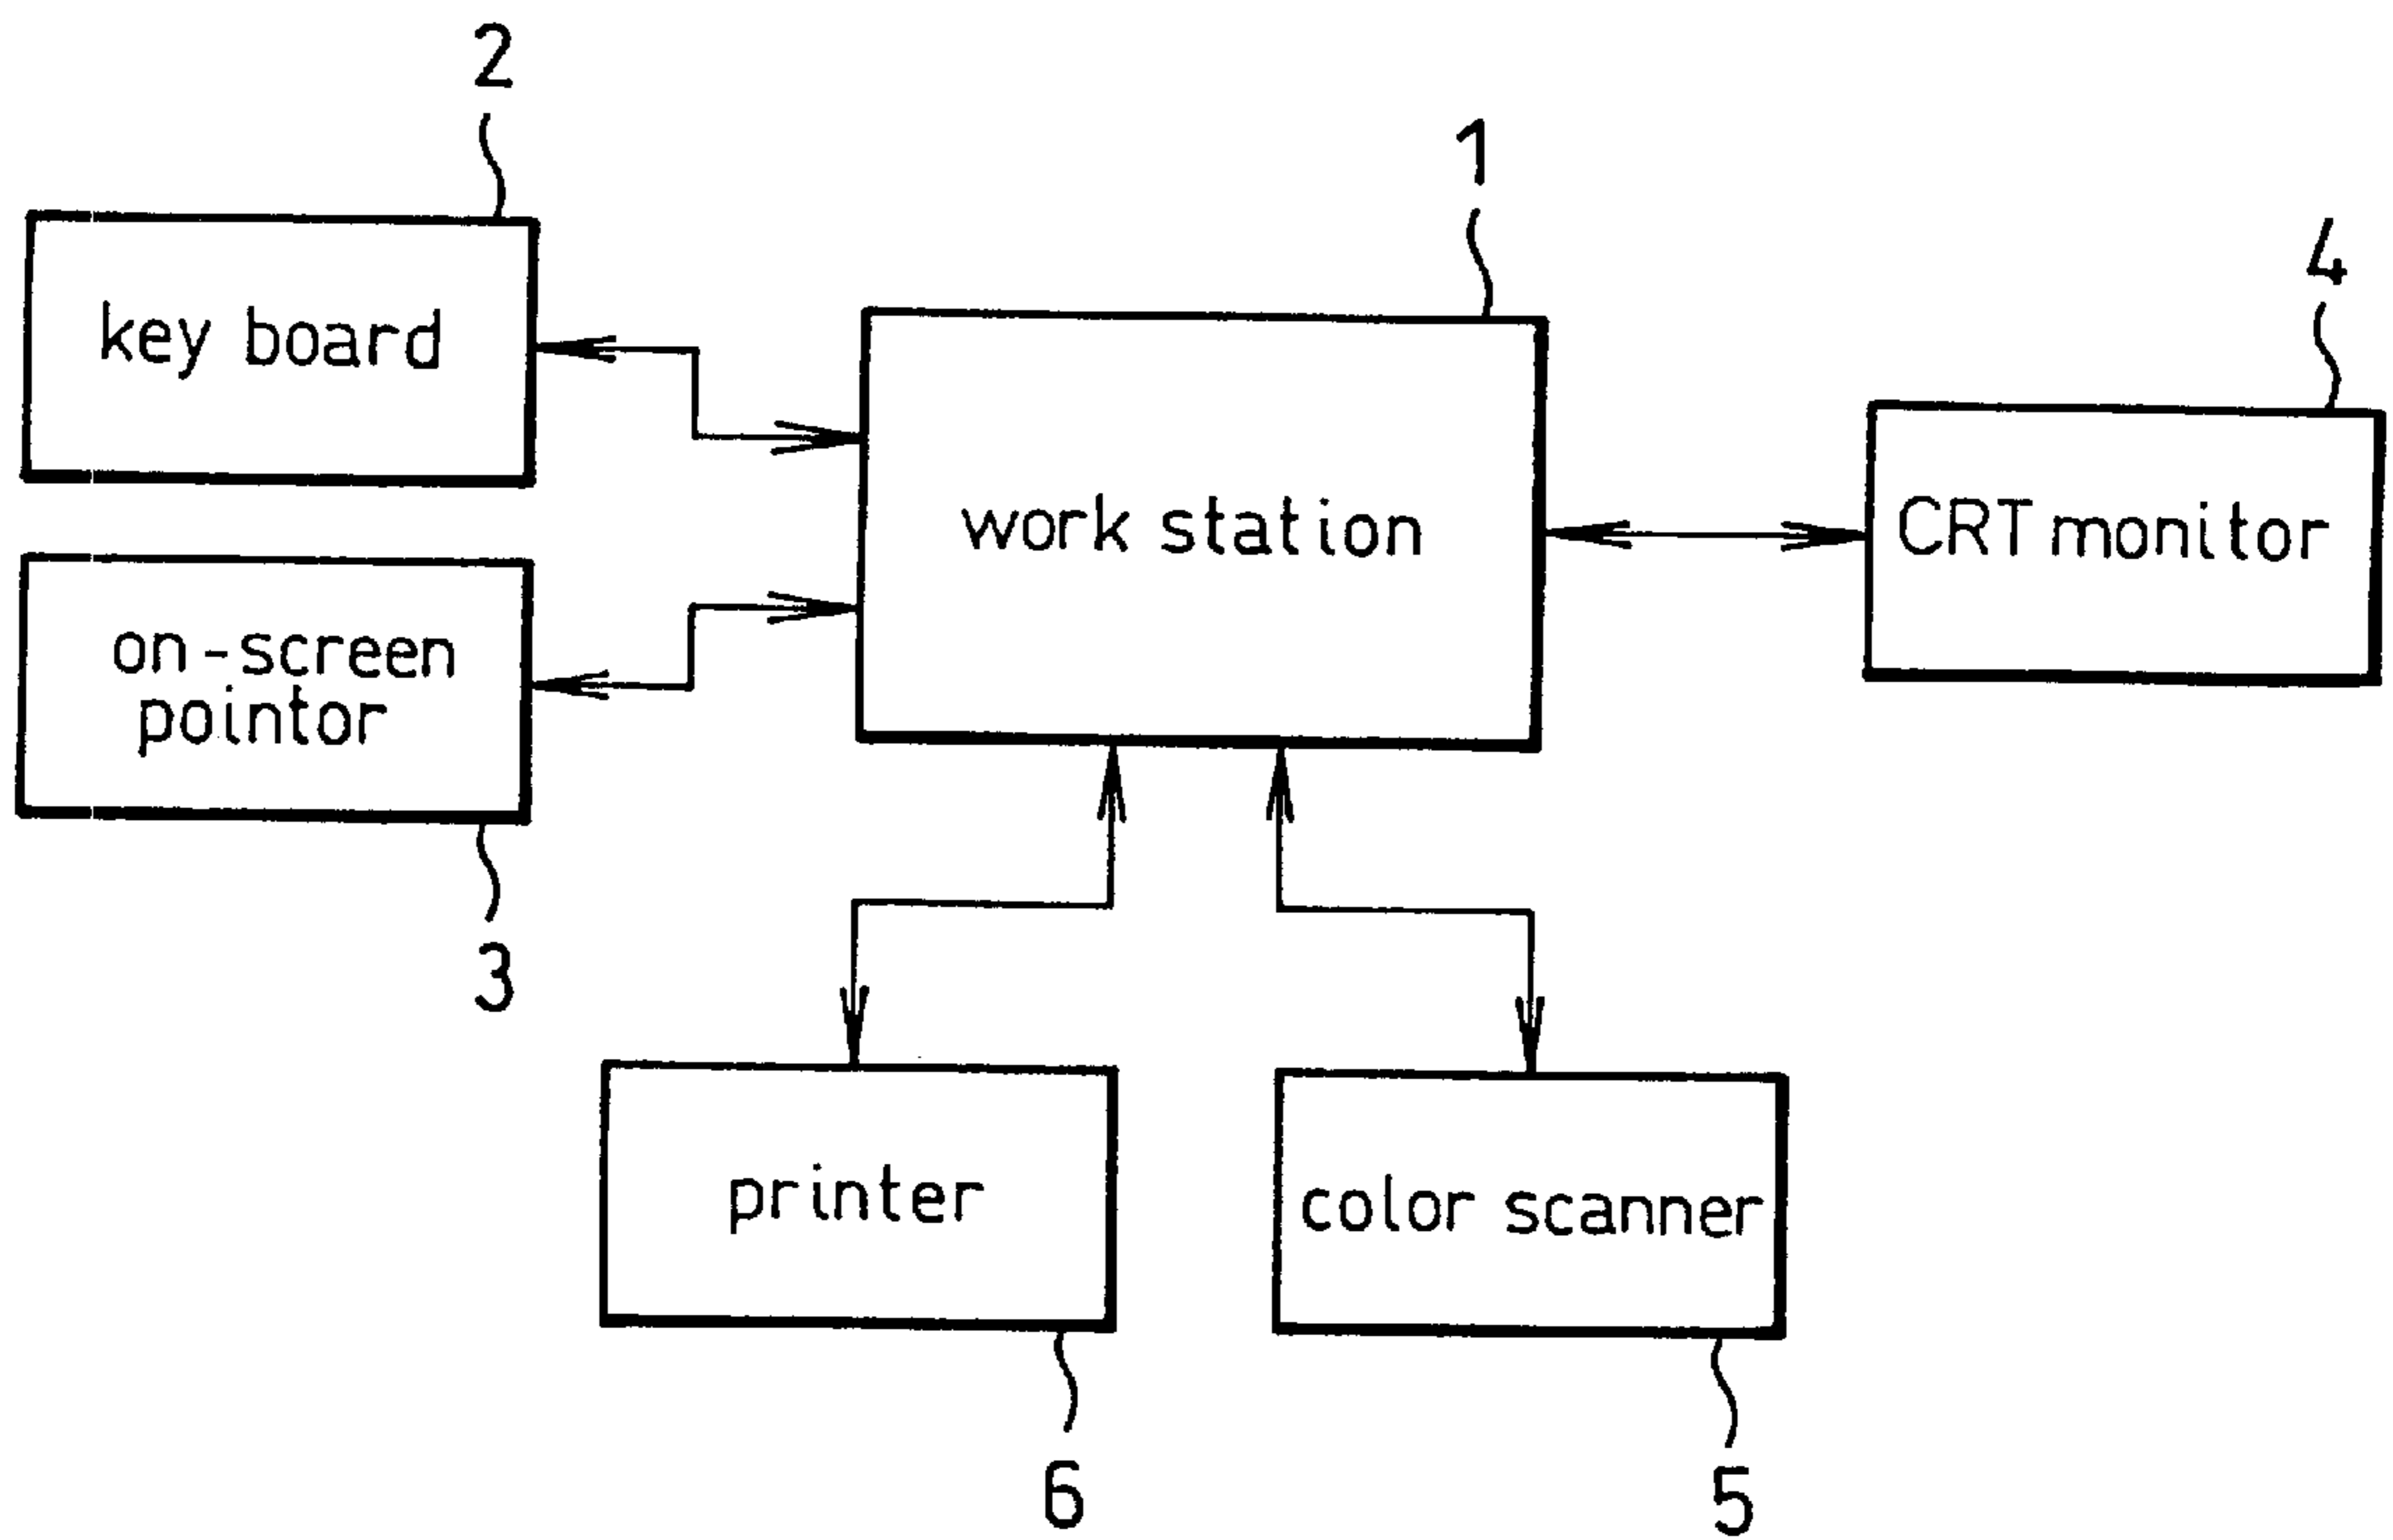 2
1
4
key board
work station
CRT monitor
on-screen
pointor
3
printer
color scanner
6
5